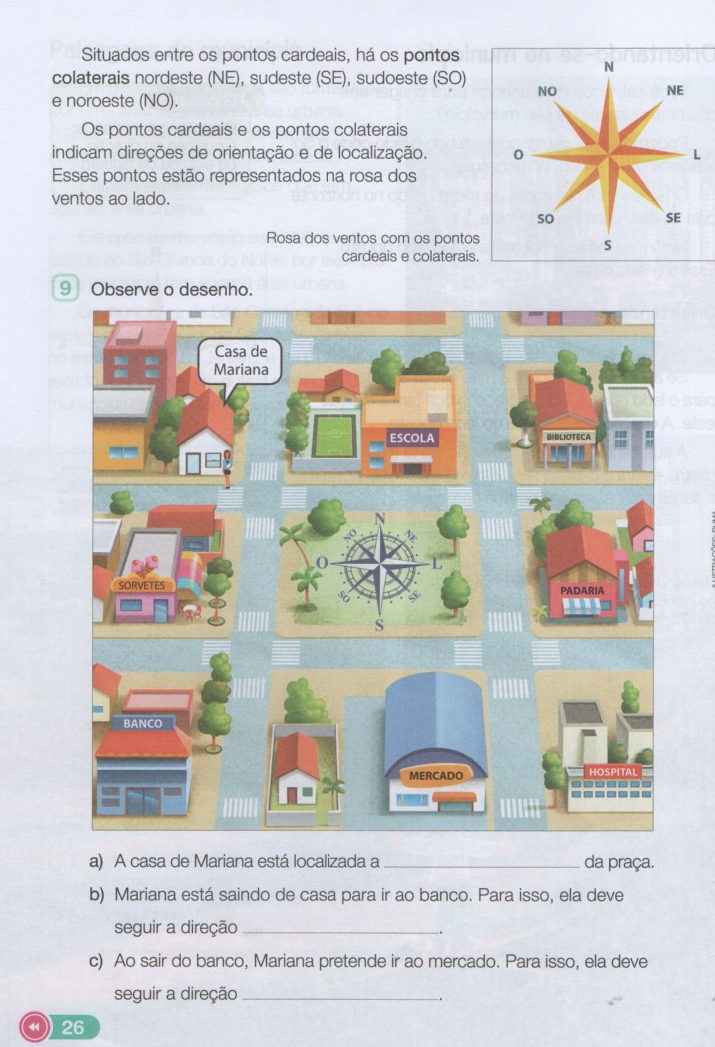 Situados entre os pontos cardeais, há os pontos
colaterais nordeste (NE), sudeste (SE), sudoeste (SO)
e noroeste (NO).
Os pontos cardeais e os pontos colaterais
indicam direções de orientação e de localização.
Esses pontos estão representados na rosa dos
ventos ao lado.
N
NO
NE
O
L
SO
SE
S
Rosa dos ventos com os pontos
cardeais e colaterais.
9 Observe o desenho.
Casa de
Mariana
ESCOLA
BIBLIOTECA
SORVETES
N
NO
NE
O
L
SO
SE
S
PADARIA
BANCO
MERCADO
HOSPITAL
a) A casa de Mariana está localizada a ____________________ da praça.
b) Mariana está saindo de casa para ir ao banco. Para isso, ela deve
seguir a direção ____________________.
c) Ao sair do banco, Mariana pretende ir ao mercado. Para isso, ela deve
seguir a direção ____________________.
26